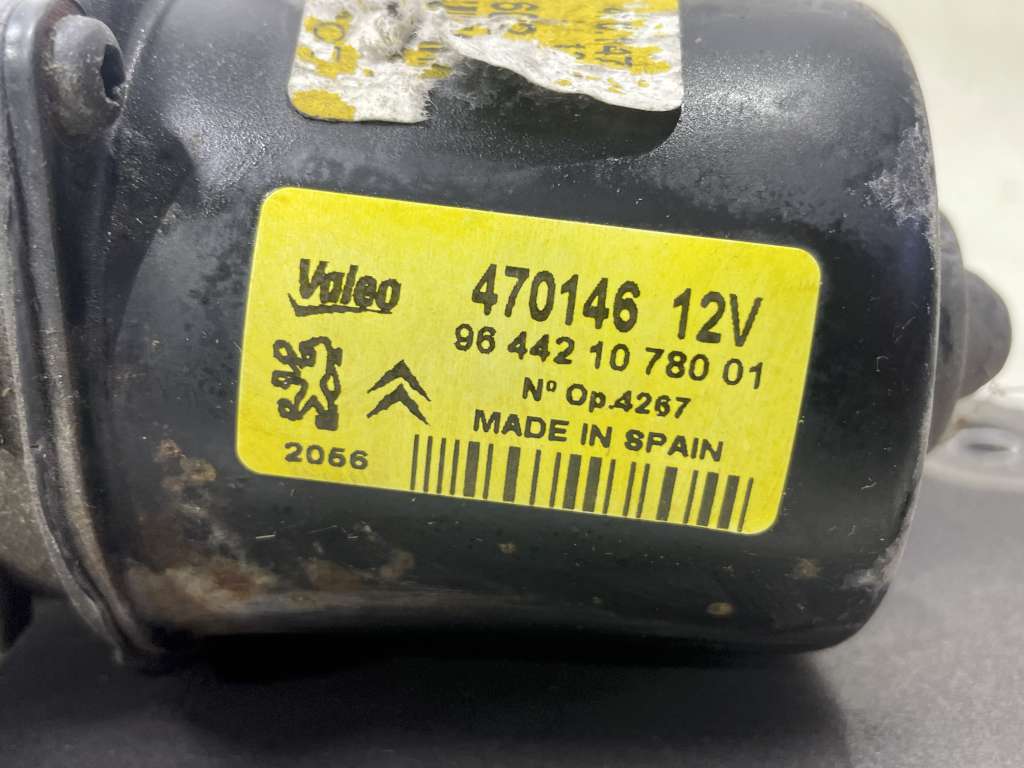 Valeo
470146 12V
96 442 10 780 01
Nº Op.4267
MADE IN SPAIN
2056